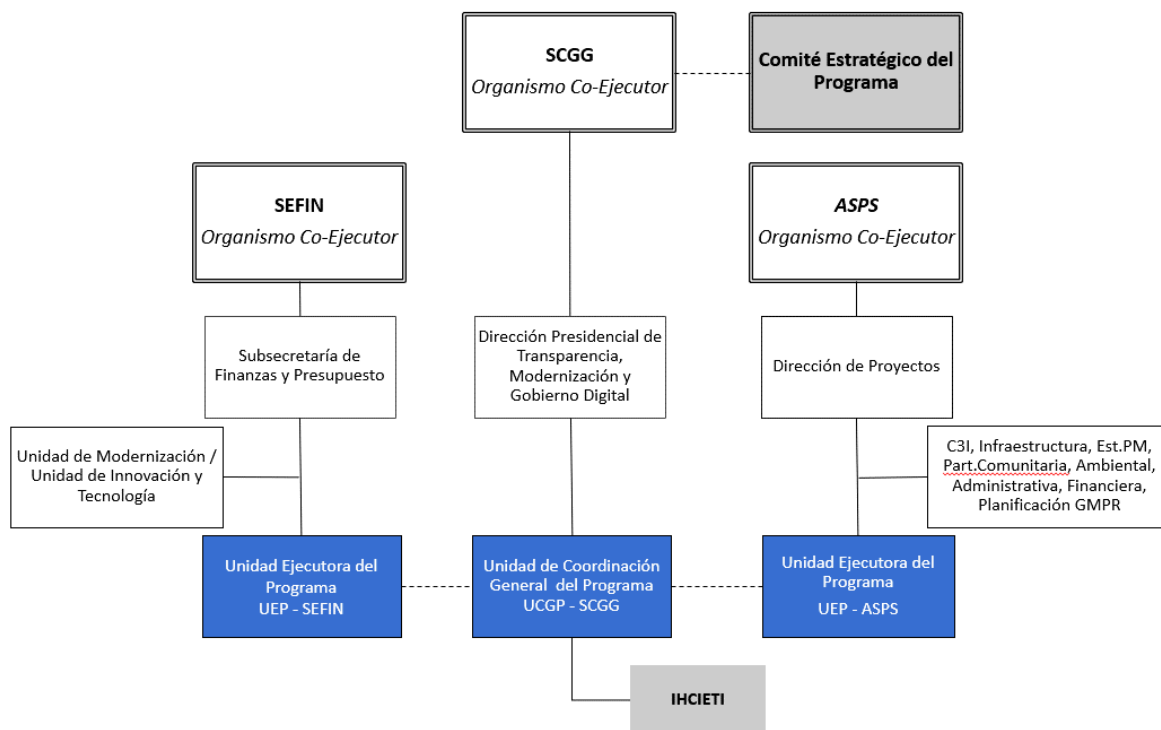 SCGG
Organismo Co-Ejecutor
Comité Estratégico del
Programa
SEFIN
Organismo Co-Ejecutor
ASPS
Organismo Co-Ejecutor
Subsecretaría de
Finanzas y Presupuesto
Dirección Presidencial de
Transparencia,
Modernización y
Gobierno Digital
Dirección de Proyectos
Unidad de Modernización /
Unidad de Innovación y
Tecnología
C3I, Infraestructura, Est.PM,
Part.Comunitaria, Ambiental,
Administrativa, Financiera,
Planificación GMPR
Unidad Ejecutora del
Programa
UEP - SEFIN
Unidad de Coordinación
General del Programa
UCGP - SCGG
Unidad Ejecutora del
Programa
UEP - ASPS
IHCIETI